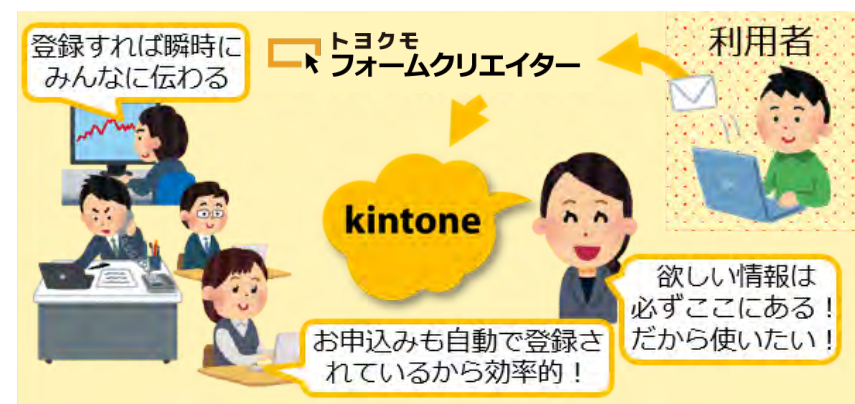 登録すれば瞬時に
みんなに伝わる
トヨクモ
フォームクリエイター
利用者
kintone
欲しい情報は
必ずここにある！
だから使いたい！
お申込みも自動で登録さ
れているから効率的！